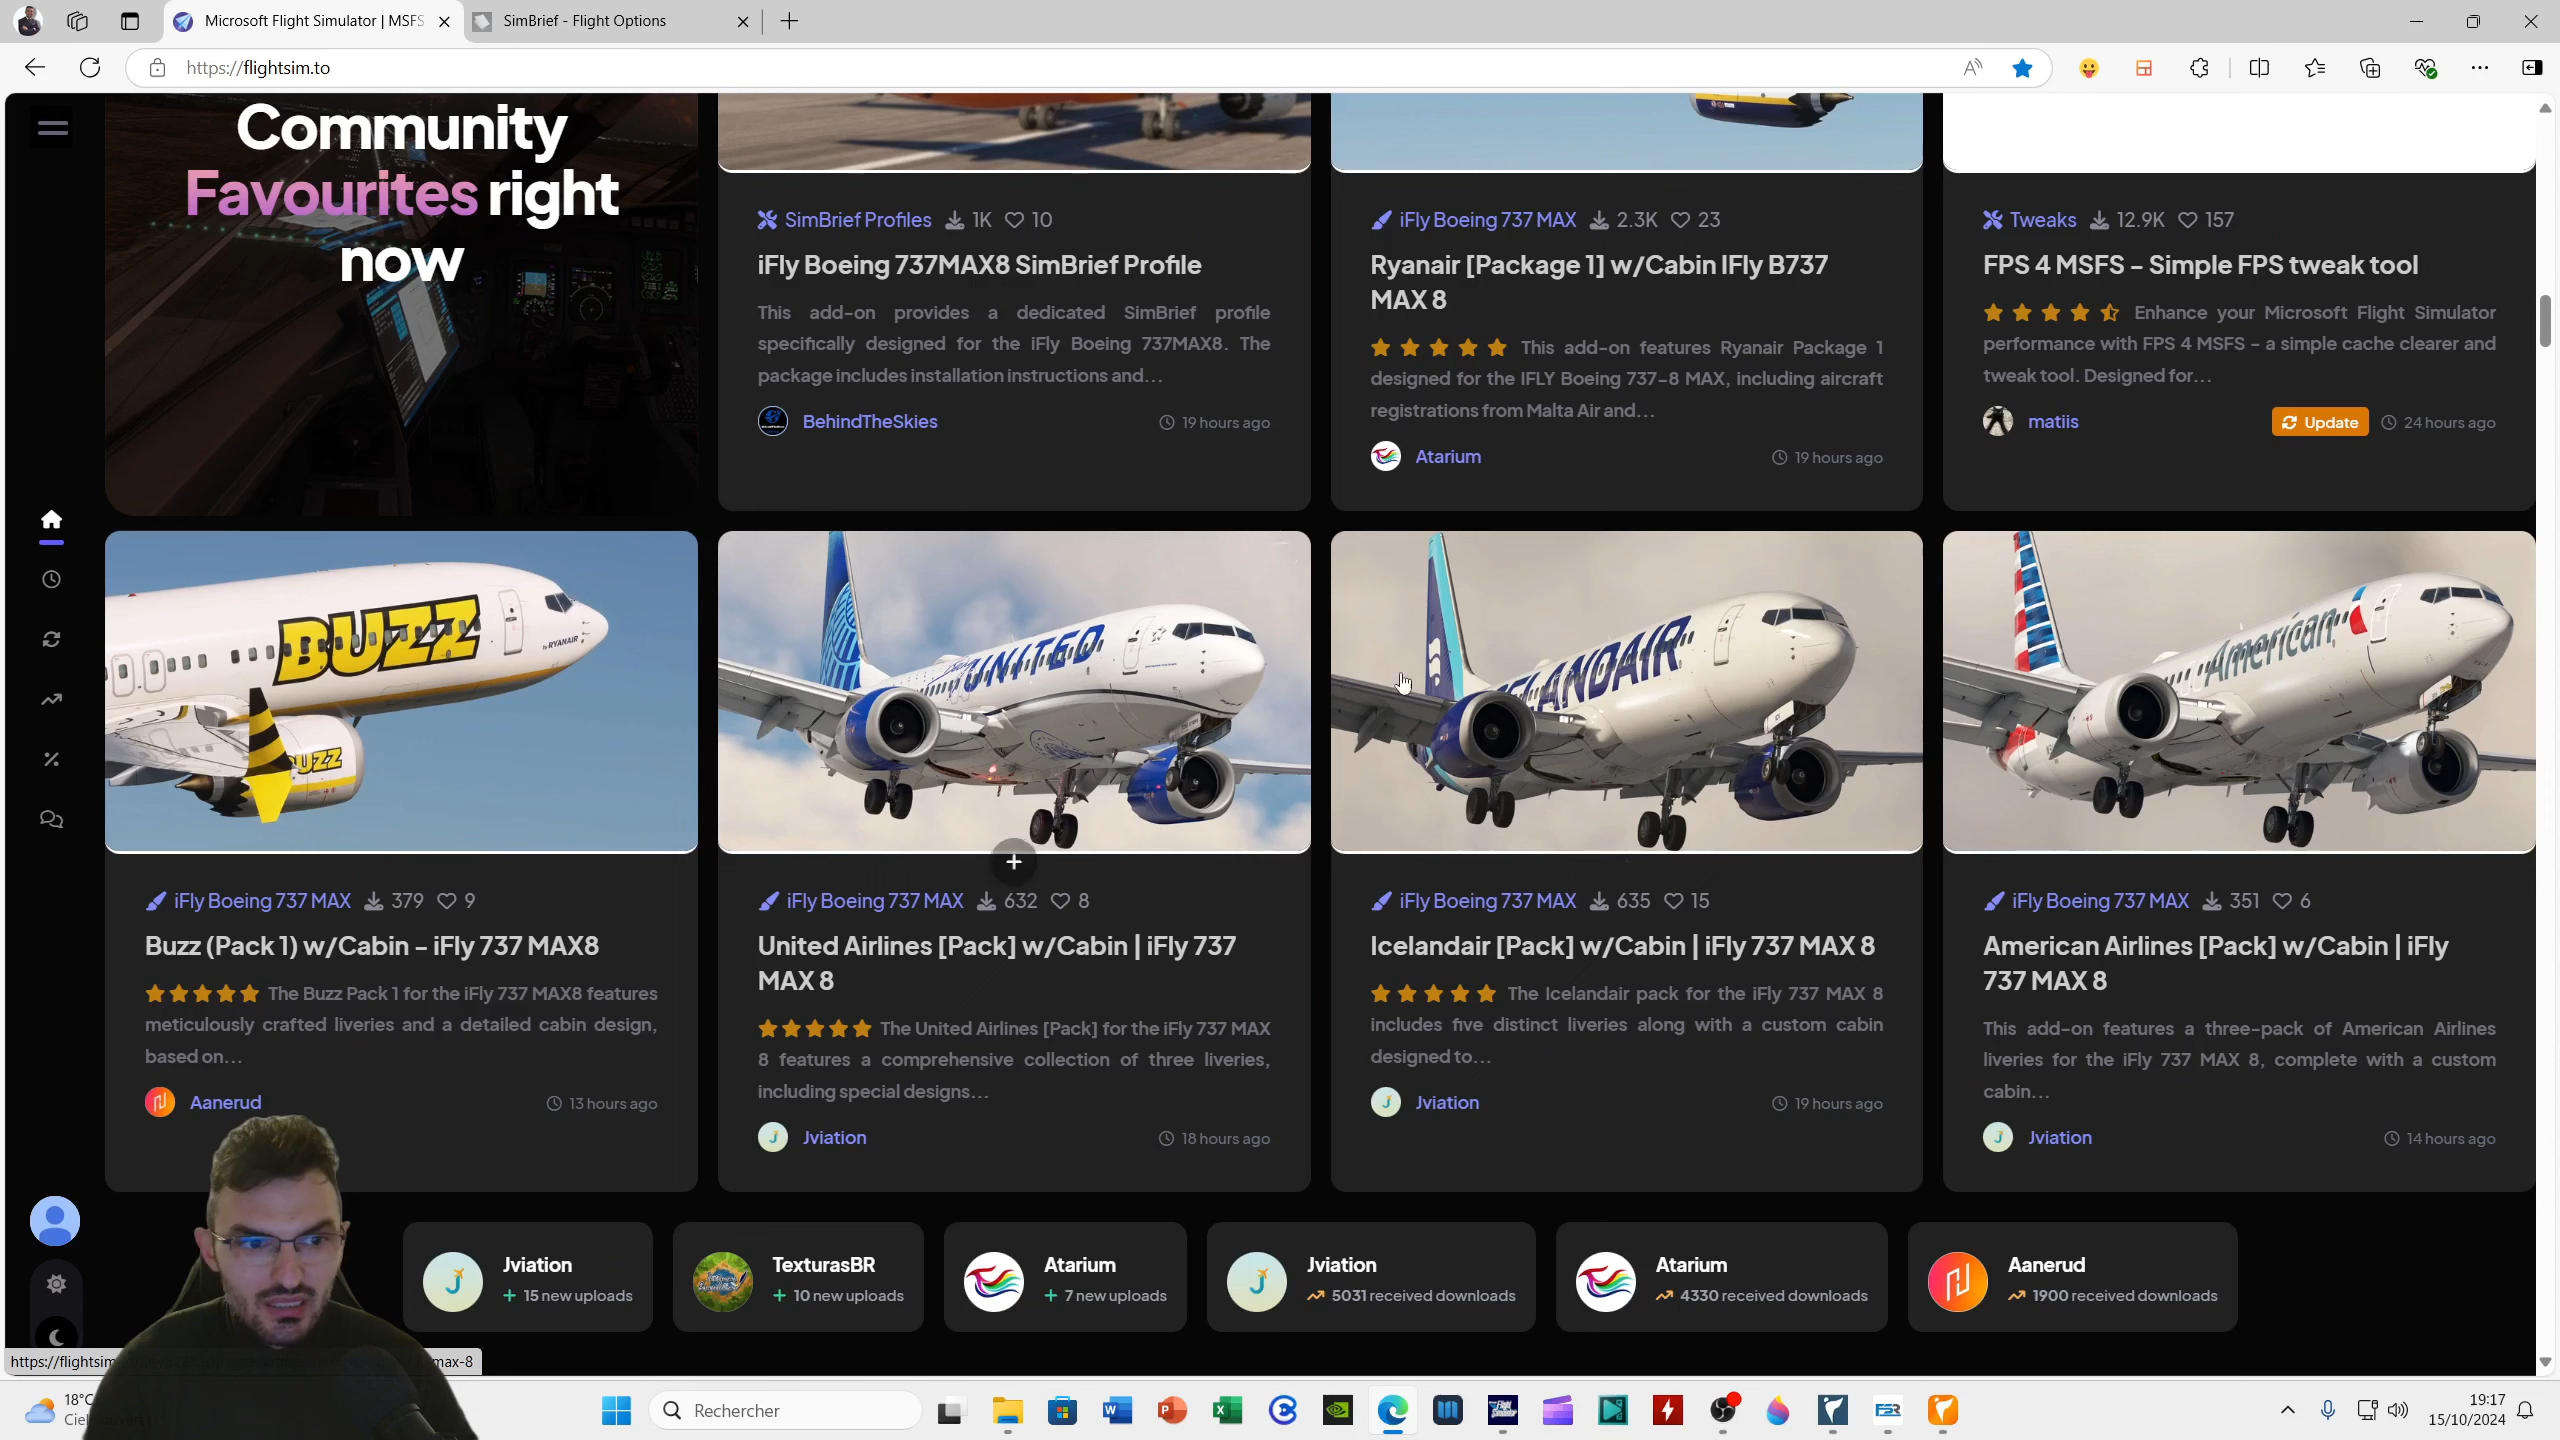 Microsoft Flight Simulator | MSFS
SimBrief - Flight Options
https://flightsim.to
Community
Favourites right
now
SimBrief Profiles 1K 10
iFly Boeing 737MAX8 SimBrief Profile
This add-on provides a dedicated SimBrief profile
specifically designed for the iFly Boeing 737MAX8. The
package includes installation instructions and...
BehindTheSkies 19 hours ago
iFly Boeing 737 MAX 2.3K 23
Ryanair [Package 1] w/Cabin IFly B737
MAX 8
This add-on features Ryanair Package 1
designed for the IFLY Boeing 737-8 MAX, including aircraft
registrations from Malta Air and...
Atarium 19 hours ago
Tweaks 12.9K 157
FPS 4 MSFS - Simple FPS tweak tool
Enhance your Microsoft Flight Simulator
performance with FPS 4 MSFS - a simple cache clearer and
tweak tool. Designed for...
matiis Update 24 hours ago
BUZZ
by RYANAIR
BUZZ
UNITED
ICELANDAIR
American
iFly Boeing 737 MAX 379 9
Buzz (Pack 1) w/Cabin - iFly 737 MAX8
The Buzz Pack 1 for the iFly 737 MAX8 features
meticulously crafted liveries and a detailed cabin design,
based on...
Aanerud 13 hours ago
iFly Boeing 737 MAX 632 8
United Airlines [Pack] w/Cabin | iFly 737
MAX 8
The United Airlines [Pack] for the iFly 737 MAX
8 features a comprehensive collection of three liveries,
including special designs...
Jviation 18 hours ago
iFly Boeing 737 MAX 635 15
Icelandair [Pack] w/Cabin | iFly 737 MAX 8
The Icelandair pack for the iFly 737 MAX 8
includes five distinct liveries along with a custom cabin
designed to...
Jviation 19 hours ago
iFly Boeing 737 MAX 351 6
American Airlines [Pack] w/Cabin | iFly
737 MAX 8
This add-on features a three-pack of American Airlines
liveries for the iFly 737 MAX 8, complete with a custom
cabin...
Jviation 14 hours ago
Jviation
+ 15 new uploads
TexturasBR
+ 10 new uploads
Atarium
+ 7 new uploads
Jviation
5031 received downloads
Atarium
4330 received downloads
Aanerud
1900 received downloads
https://flightsim max-8
18°C
Ciel
Rechercher
19:17
15/10/2024